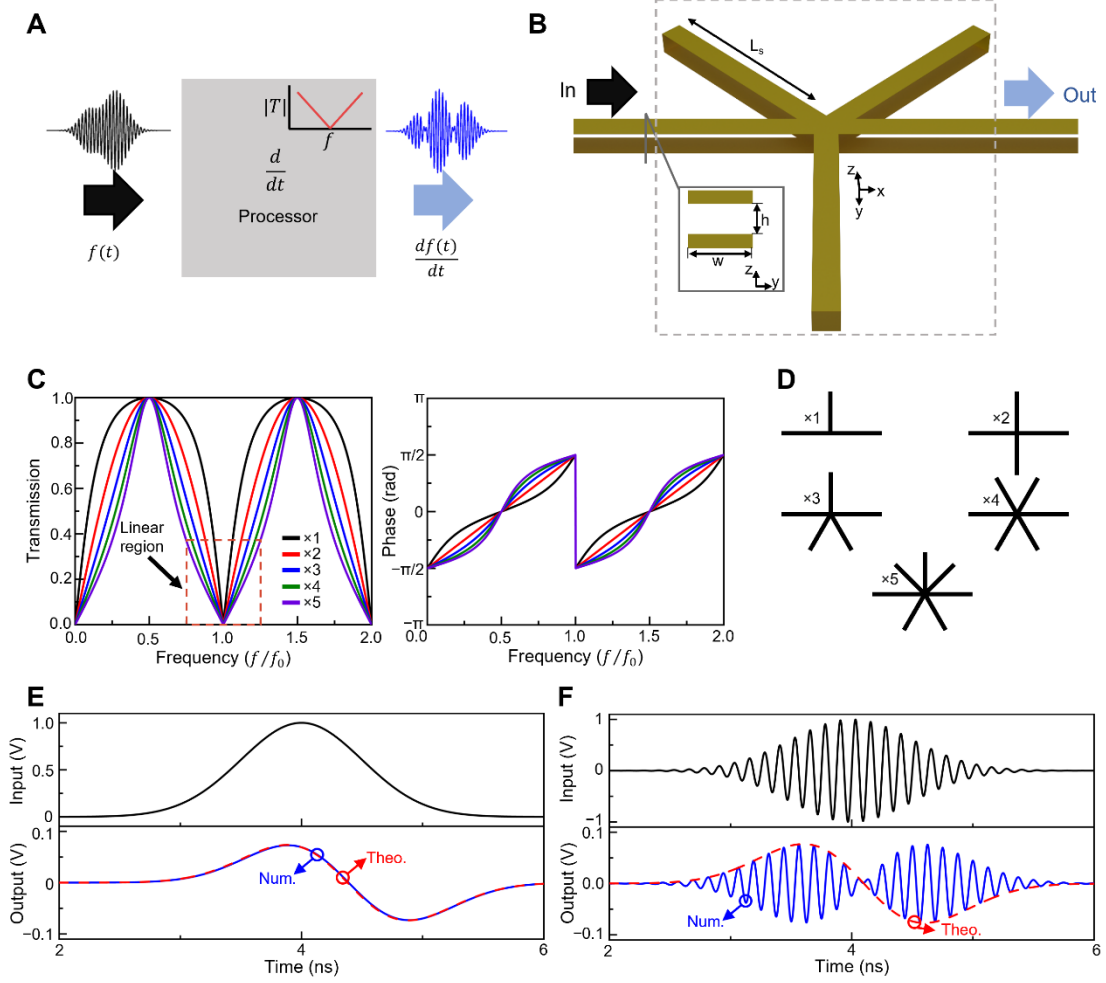 A
|T|
f
d
dt
Processor
f(t)
df(t)
dt
B
In
Lₛ
Out
z
x
y
h
w
z
y
C
Transmission
1.0
0.8
0.6
0.4
0.2
0.0
Linear
region
×1
×2
×3
×4
×5
0.0
0.5
1.0
1.5
2.0
Frequency (f/f₀)
Phase (rad)
π
π/2
0
−π/2
−π
0.0
0.5
1.0
1.5
2.0
Frequency (f/f₀)
D
×1
×2
×3
×4
×5
E
Input (V)
1.0
0.5
0
Output (V)
0.1
0
−0.1
Num.
Theo.
2
4
6
Time (ns)
F
Input (V)
1
0
−1
Output (V)
0.1
0.0
−0.1
Num.
Theo.
2
4
6
Time (ns)